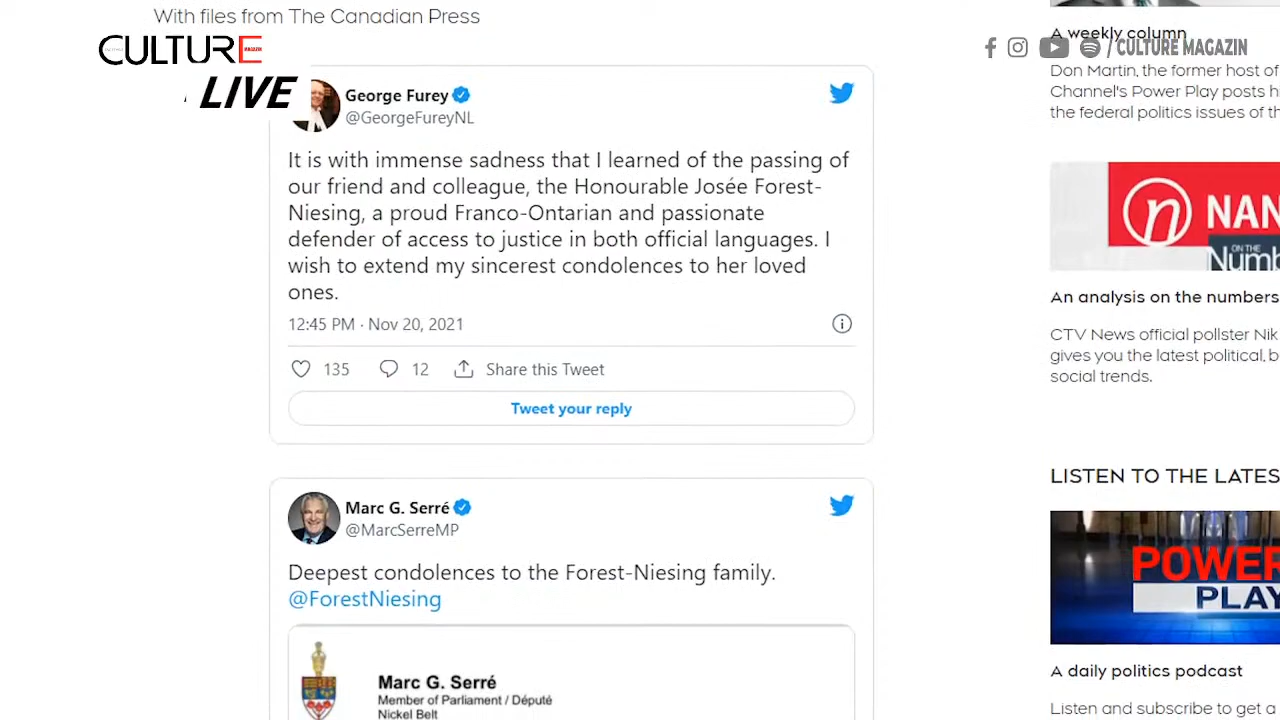 With files from The Canadian Press
CULTURE MAGAZIN
LIVE
/ CULTURE MAGAZIN
George Furey
@GeorgeFureyNL
It is with immense sadness that I learned of the passing of
our friend and colleague, the Honourable Josée Forest-
Niesing, a proud Franco-Ontarian and passionate
defender of access to justice in both official languages. I
wish to extend my sincerest condolences to her loved
ones.
12:45 PM · Nov 20, 2021
135 12 Share this Tweet
Tweet your reply
Marc G. Serré
@MarcSerreMP
Deepest condolences to the Forest-Niesing family.
@ForestNiesing
Marc G. Serré
Member of Parliament / Député
Nickel Belt
A weekly column
Don Martin, the former host of
Channel's Power Play posts h
the federal politics issues of th
n NAN
ON THE
Numb
An analysis on the numbers
CTV News official pollster Nik
gives you the latest political, b
social trends.
LISTEN TO THE LATES
POWER
PLAY
A daily politics podcast
Listen and subscribe to get a